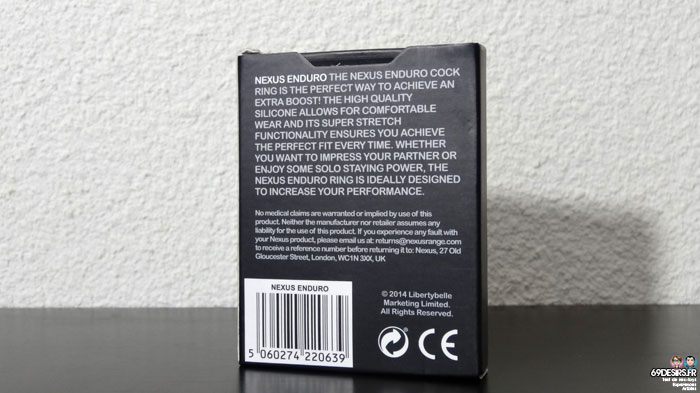 NEXUS ENDURO THE NEXUS ENDURO COCK
RING IS THE PERFECT WAY TO ACHIEVE AN
EXTRA BOOST! THE HIGH QUALITY
SILICONE ALLOWS FOR COMFORTABLE
WEAR AND ITS SUPER STRETCH
FUNCTIONALITY ENSURES YOU ACHIEVE
THE PERFECT FIT EVERY TIME. WHETHER
YOU WANT TO IMPRESS YOUR PARTNER OR
ENJOY SOME SOLO STAYING POWER, THE
NEXUS ENDURO RING IS IDEALLY DESIGNED
TO INCREASE YOUR PERFORMANCE.
No medical claims are warranted or implied by use of this
product. Neither the manufacturer nor retailer assumes any
liability for the use of this product. If you experience any fault with
your Nexus product, please email us at: returns@nexusrange.com
to receive a reference number before returning it to: Nexus, 27 Old
Gloucester Street, London, WC1N 3XX, UK
NEXUS ENDURO
5 060274 220639
© 2014 Libertybelle
Marketing Limited.
All Rights Reserved.
CE
69DESIRS.FR
Test de sex-toys
Expériences
Articles